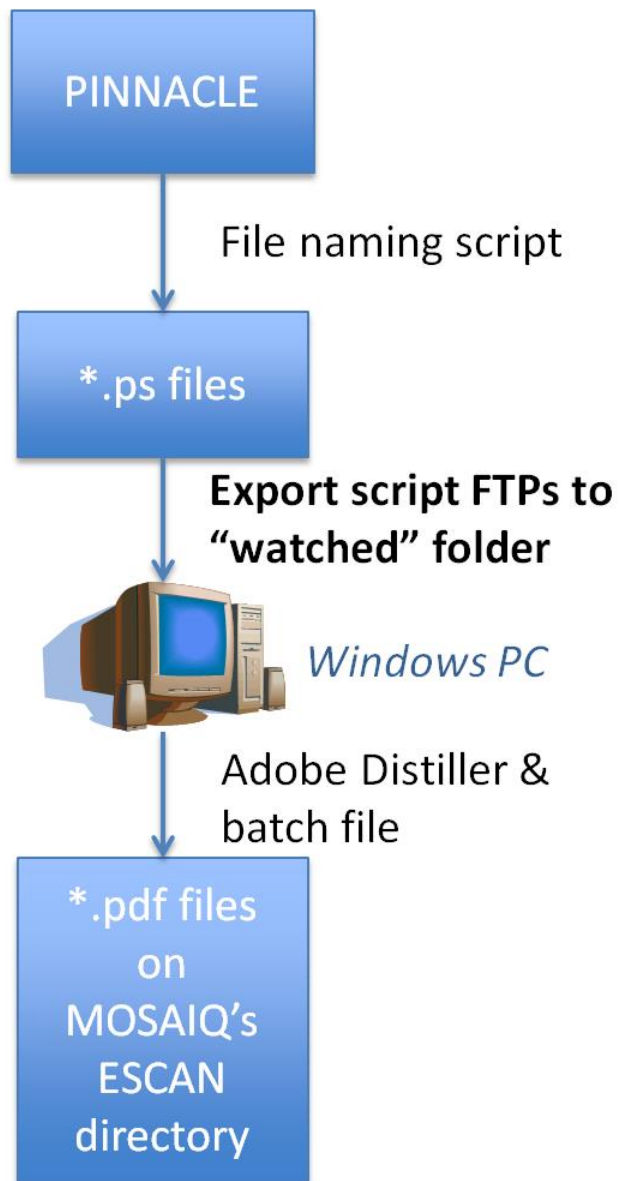 PINNACLE
File naming script
*.ps files
Export script FTPs to
“watched” folder
Windows PC
Adobe Distiller &
batch file
*.pdf files
on
MOSAIQ’s
ESCAN
directory